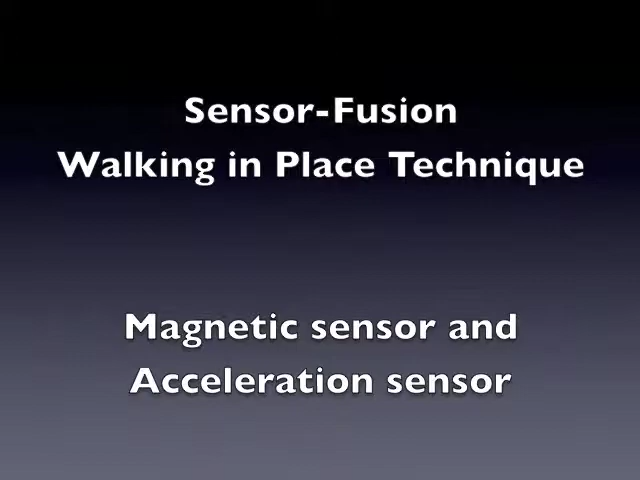 Sensor-Fusion
Walking in Place Technique
Magnetic sensor and
Acceleration sensor